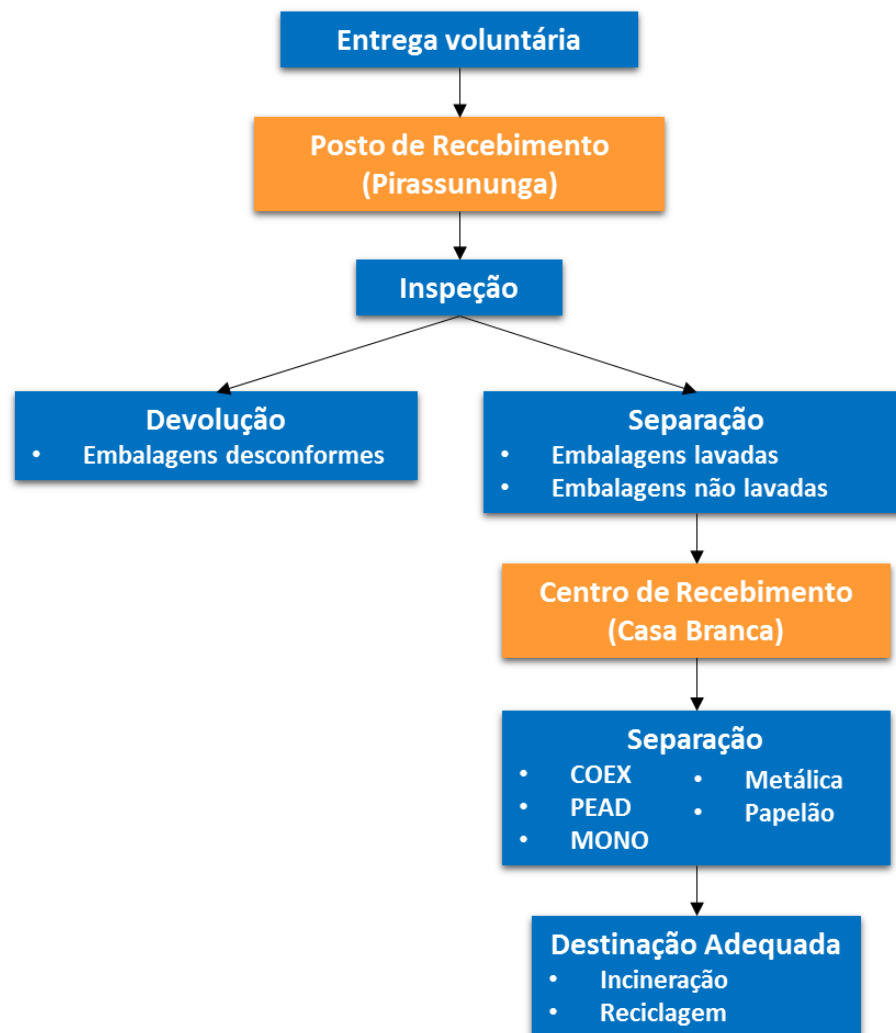 Entrega voluntária
Posto de Recebimento
(Pirassununga)
Inspeção
Devolução
• Embalagens desconformes
Separação
• Embalagens lavadas
• Embalagens não lavadas
Centro de Recebimento
(Casa Branca)
Separação
• COEX
• PEAD
• MONO
• Metálica
• Papelão
Destinação Adequada
• Incineração
• Reciclagem